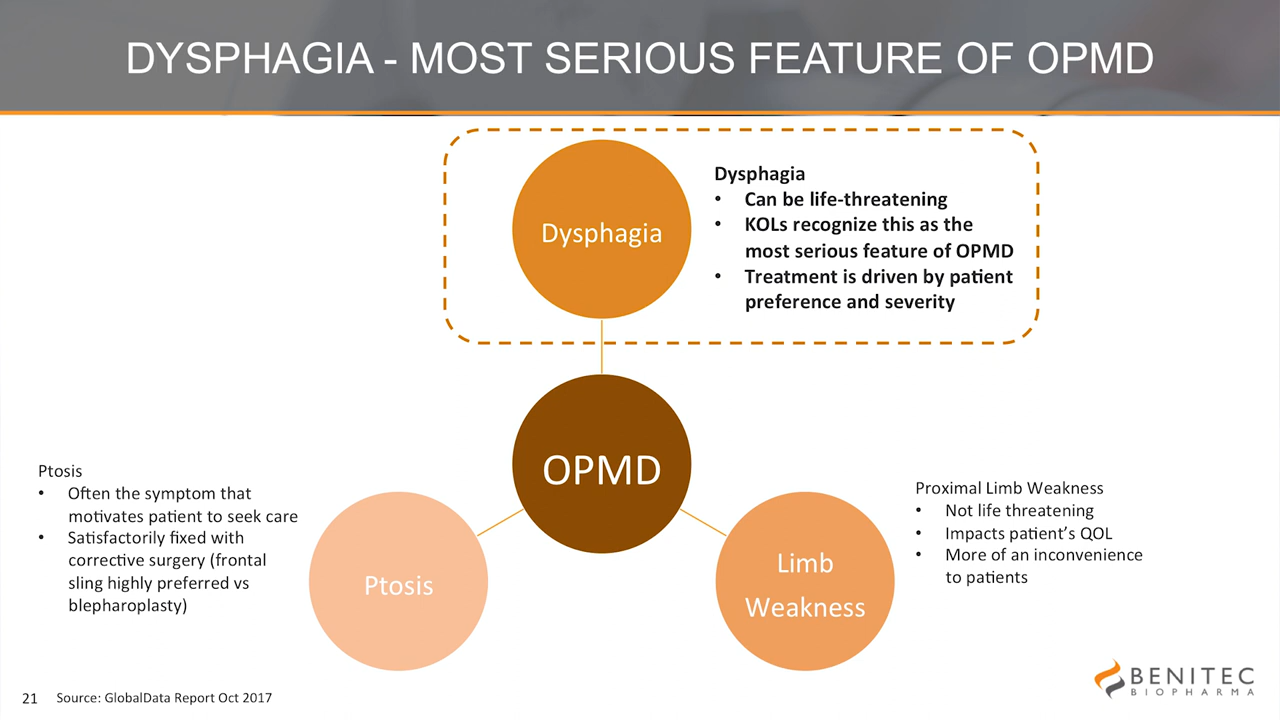 DYSPHAGIA - MOST SERIOUS FEATURE OF OPMD
Dysphagia
Dysphagia
• Can be life-threatening
• KOLs recognize this as the
most serious feature of OPMD
• Treatment is driven by patient
preference and severity
OPMD
Ptosis
• Often the symptom that
motivates patient to seek care
• Satisfactorily fixed with
corrective surgery (frontal
sling highly preferred vs
blepharoplasty)
Ptosis
Limb
Weakness
Proximal Limb Weakness
• Not life threatening
• Impacts patient’s QOL
• More of an inconvenience
to patients
21 Source: GlobalData Report Oct 2017
BENITEC
BIOPHARMA